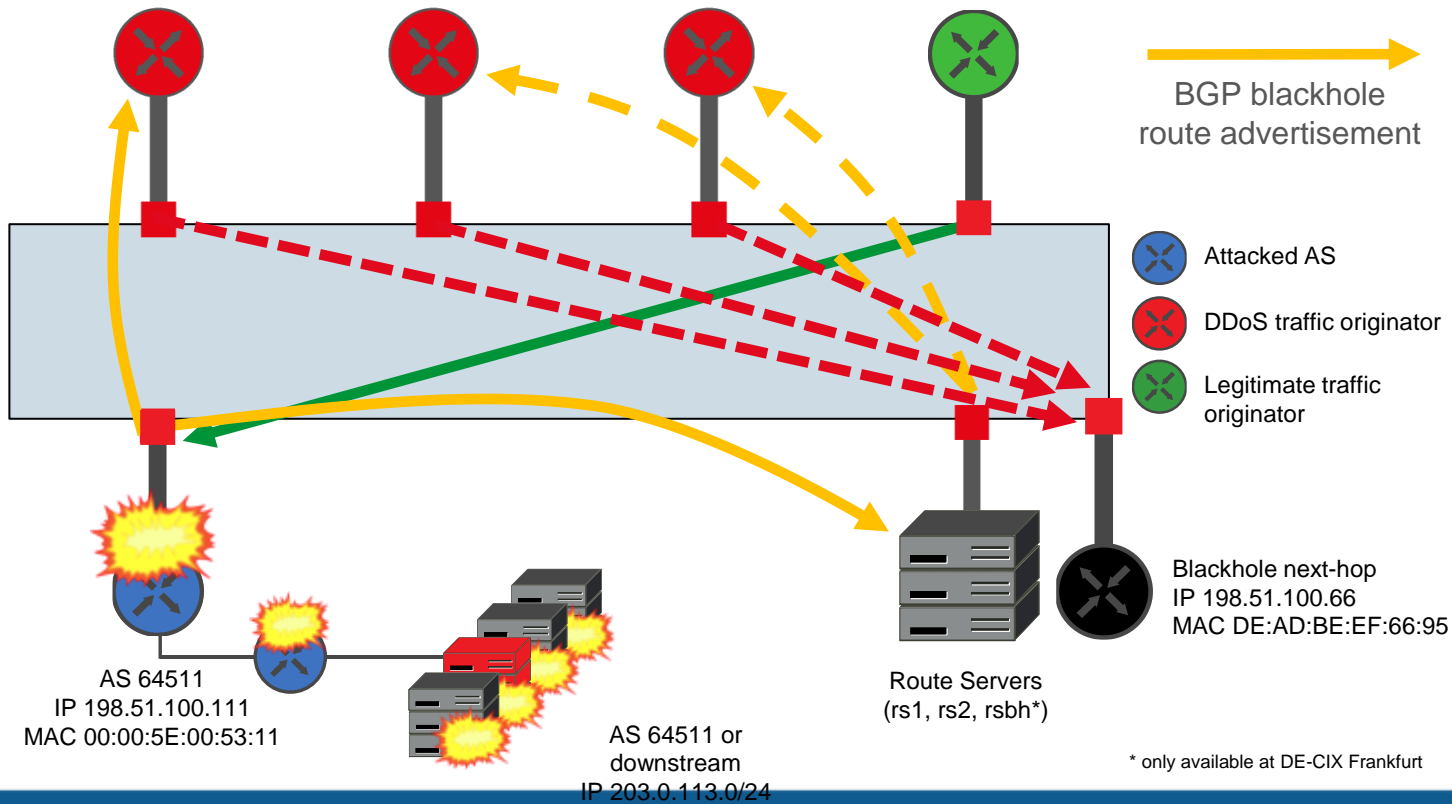 BGP blackhole
route advertisement
Attacked AS
DDoS traffic originator
Legitimate traffic
originator
Blackhole next-hop
IP 198.51.100.66
MAC DE:AD:BE:EF:66:95
Route Servers
(rs1, rs2, rsbh*)
AS 64511
IP 198.51.100.111
MAC 00:00:5E:00:53:11
AS 64511 or
downstream
IP 203.0.113.0/24
* only available at DE-CIX Frankfurt